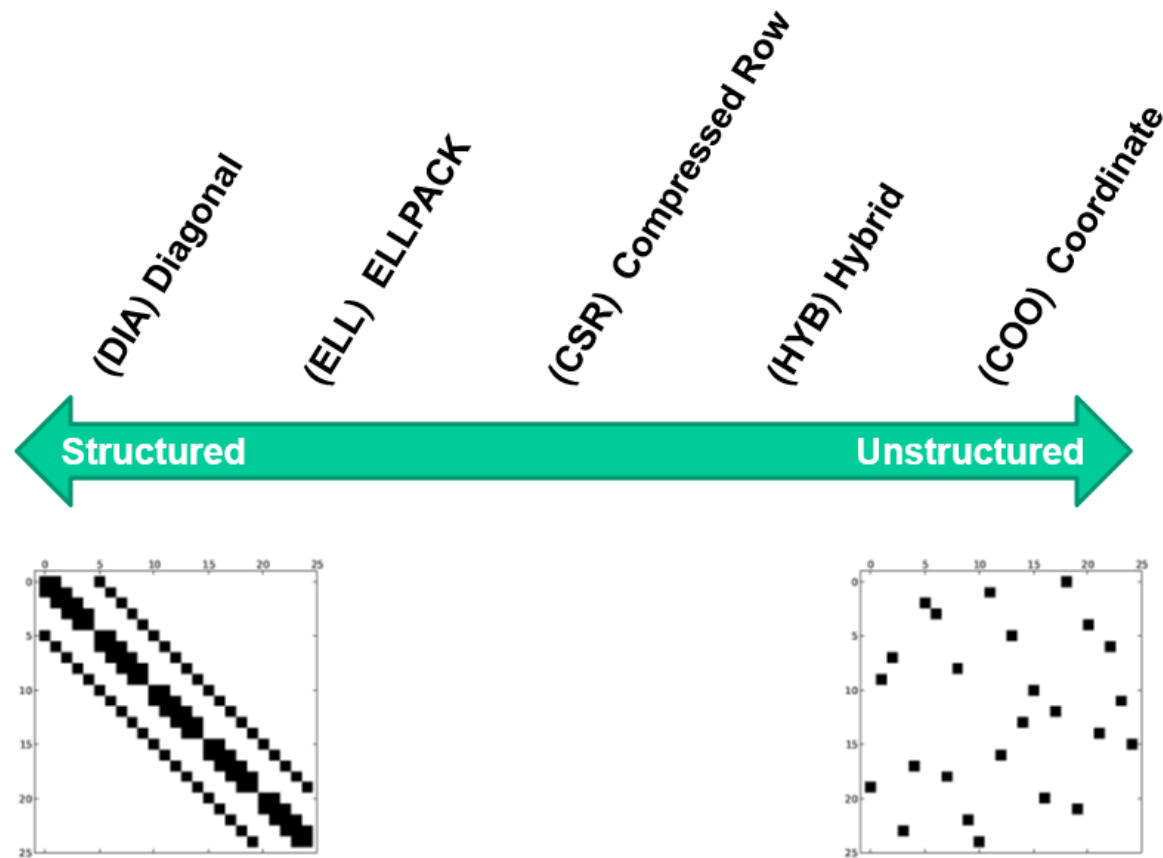 (DIA) Diagonal
(ELL) ELLPACK
(CSR) Compressed Row
(HYB) Hybrid
(COO) Coordinate
Structured
Unstructured
0 5 10 15 20 25
0
5
10
15
20
25
0 5 10 15 20 25
0
5
10
15
20
25